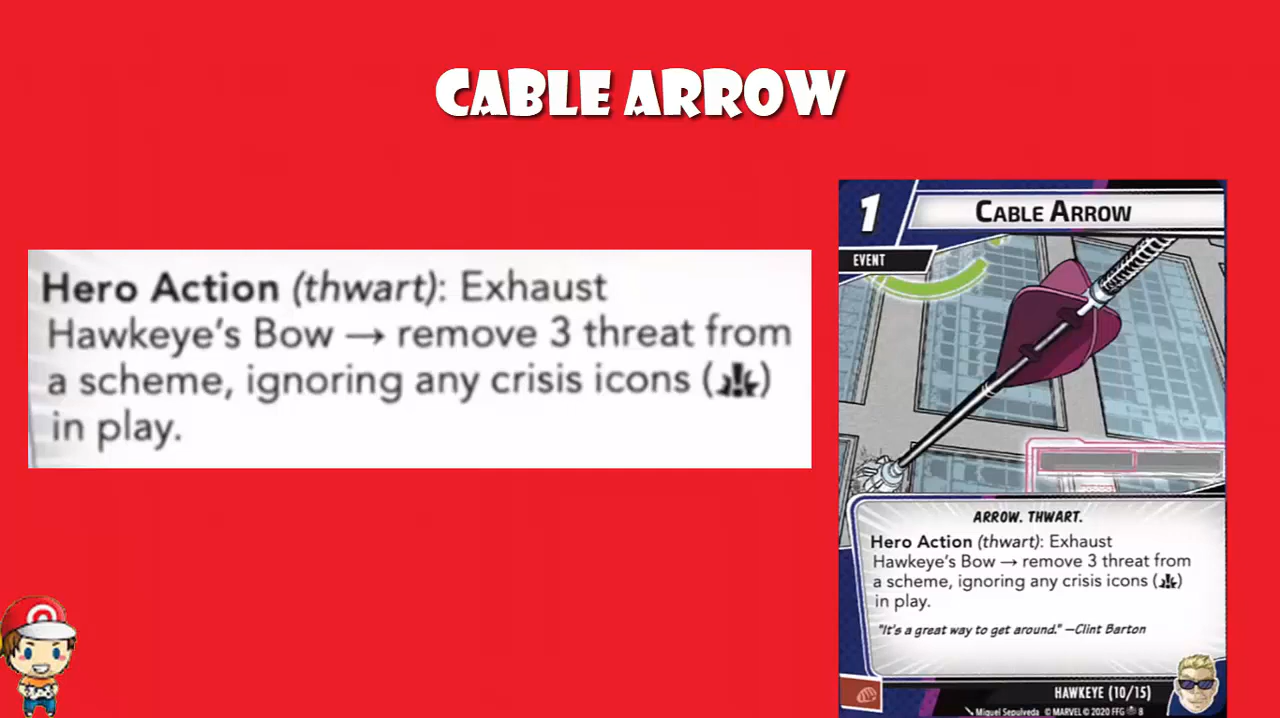 CABLE ARROW
Hero Action (thwart): Exhaust
Hawkeye's Bow → remove 3 threat from
a scheme, ignoring any crisis icons ( )
in play.
1
CABLE ARROW
EVENT
ARROW. THWART.
Hero Action (thwart): Exhaust
Hawkeye's Bow → remove 3 threat from
a scheme, ignoring any crisis icons ( )
in play.
"It's a great way to get around." —Clint Barton
HAWKEYE (10/15)
Miguel Sepulveda © MARVEL © 2020 FFG 8